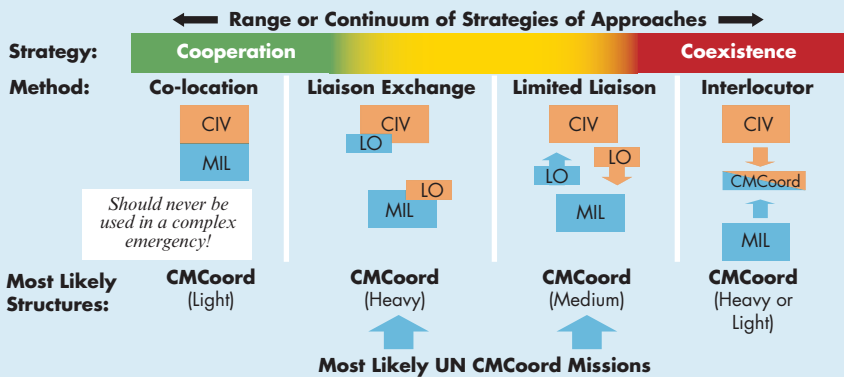 Range or Continuum of Strategies of Approaches
Strategy:
Cooperation
Coexistence
Method:
Co-location
Liaison Exchange
Limited Liaison
Interlocutor
CIV
MIL
Should never be
used in a complex
emergency!
CIV
LO
LO
MIL
CIV
LO
LO
MIL
CIV
CMCoord
MIL
Most Likely
Structures:
CMCoord
(Light)
CMCoord
(Heavy)
CMCoord
(Medium)
CMCoord
(Heavy or
Light)
Most Likely UN CMCoord Missions